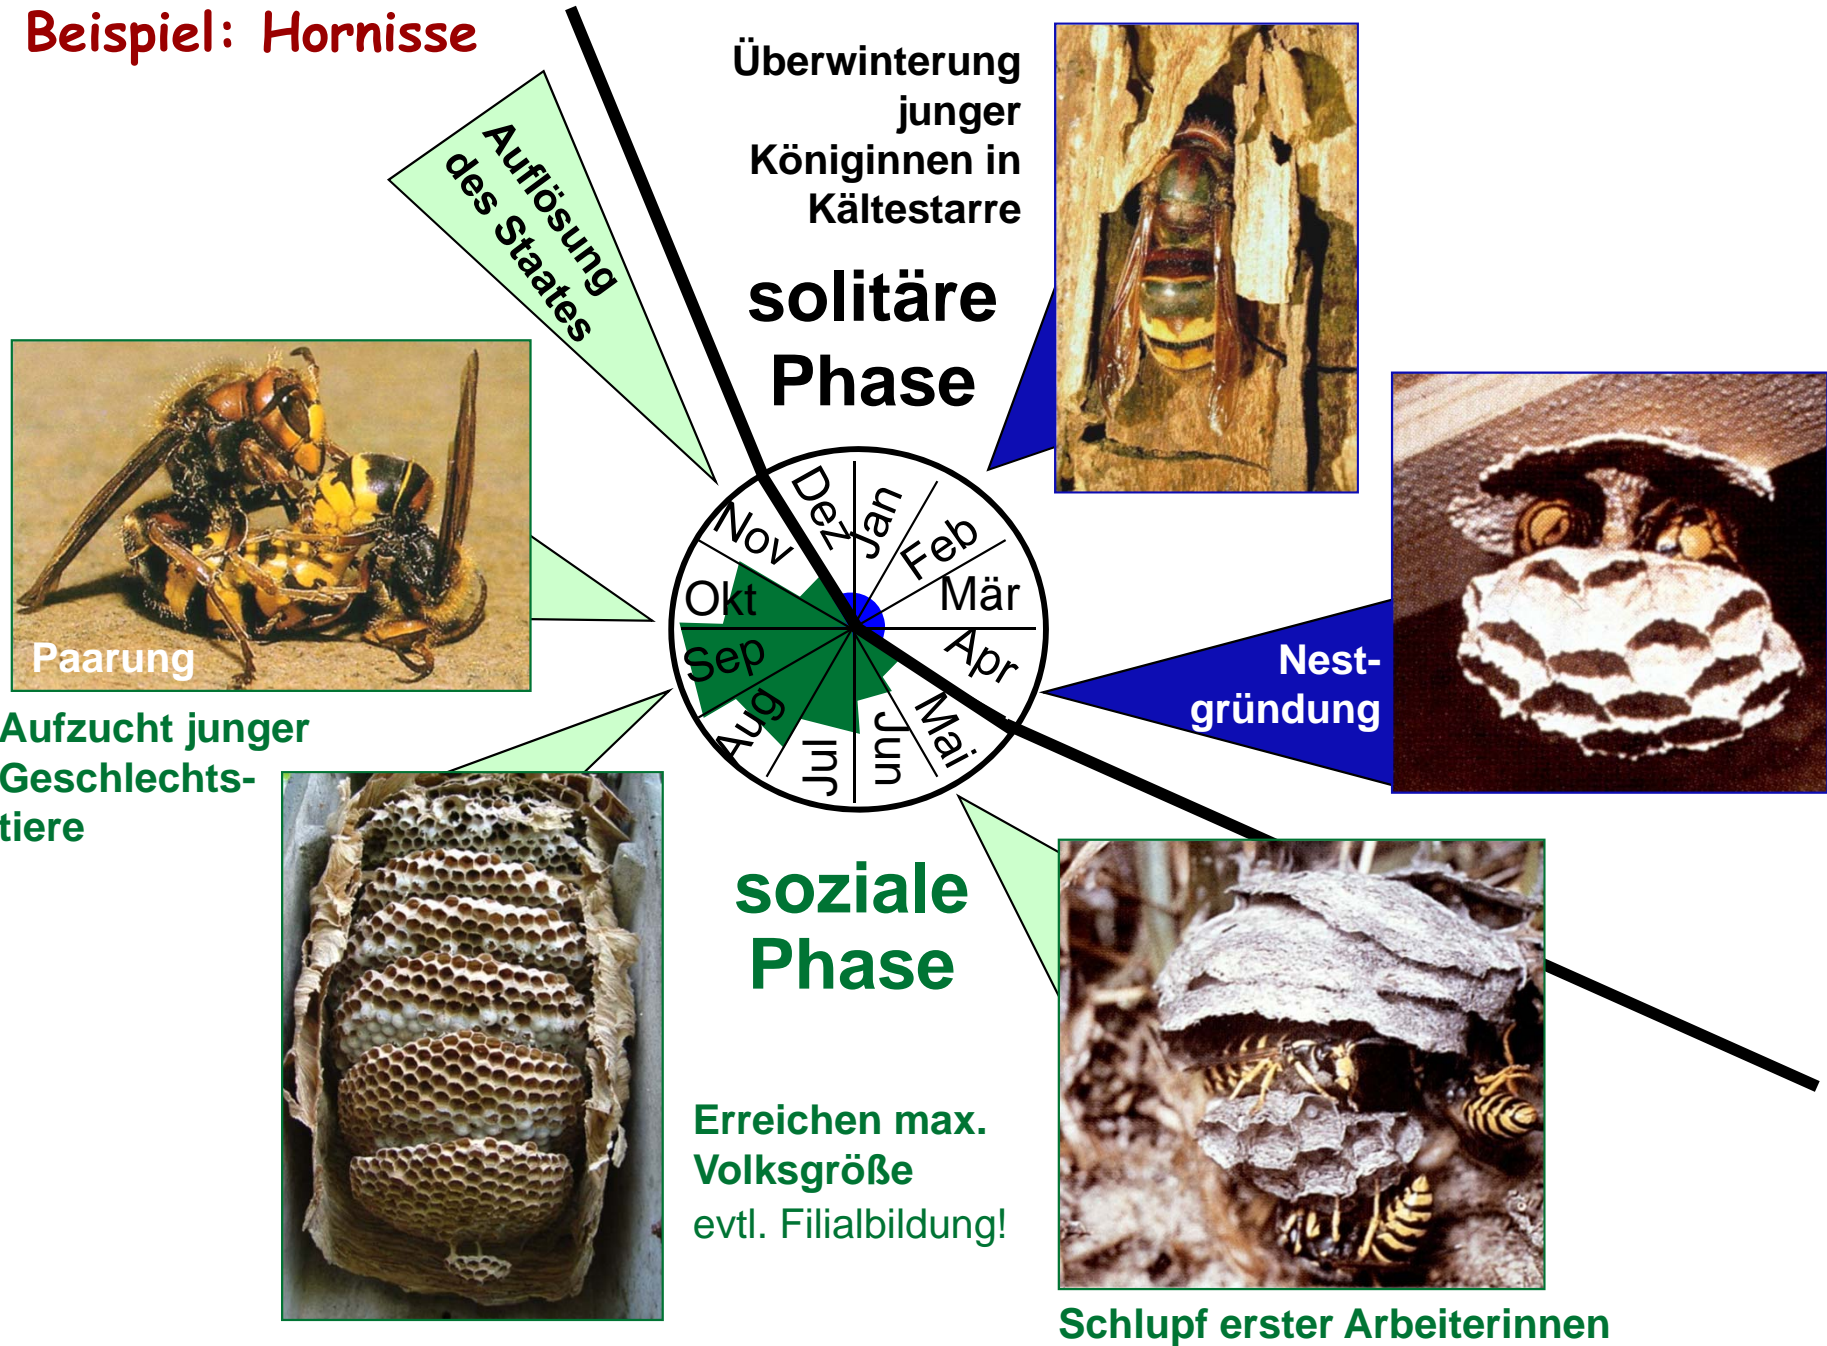 Beispiel: Hornisse
Überwinterung
junger
Königinnen in
Kältestarre
Auflösung
des Staates
solitäre
Phase
Paarung
Dez
Jan
Feb
Mär
Apr
Mai
Jun
Jul
Aug
Sep
Okt
Nov
Nest-
gründung
Aufzucht junger
Geschlechts-
tiere
soziale
Phase
Erreichen max.
Volksgröße
evtl. Filialbildung!
Schlupf erster Arbeiterinnen